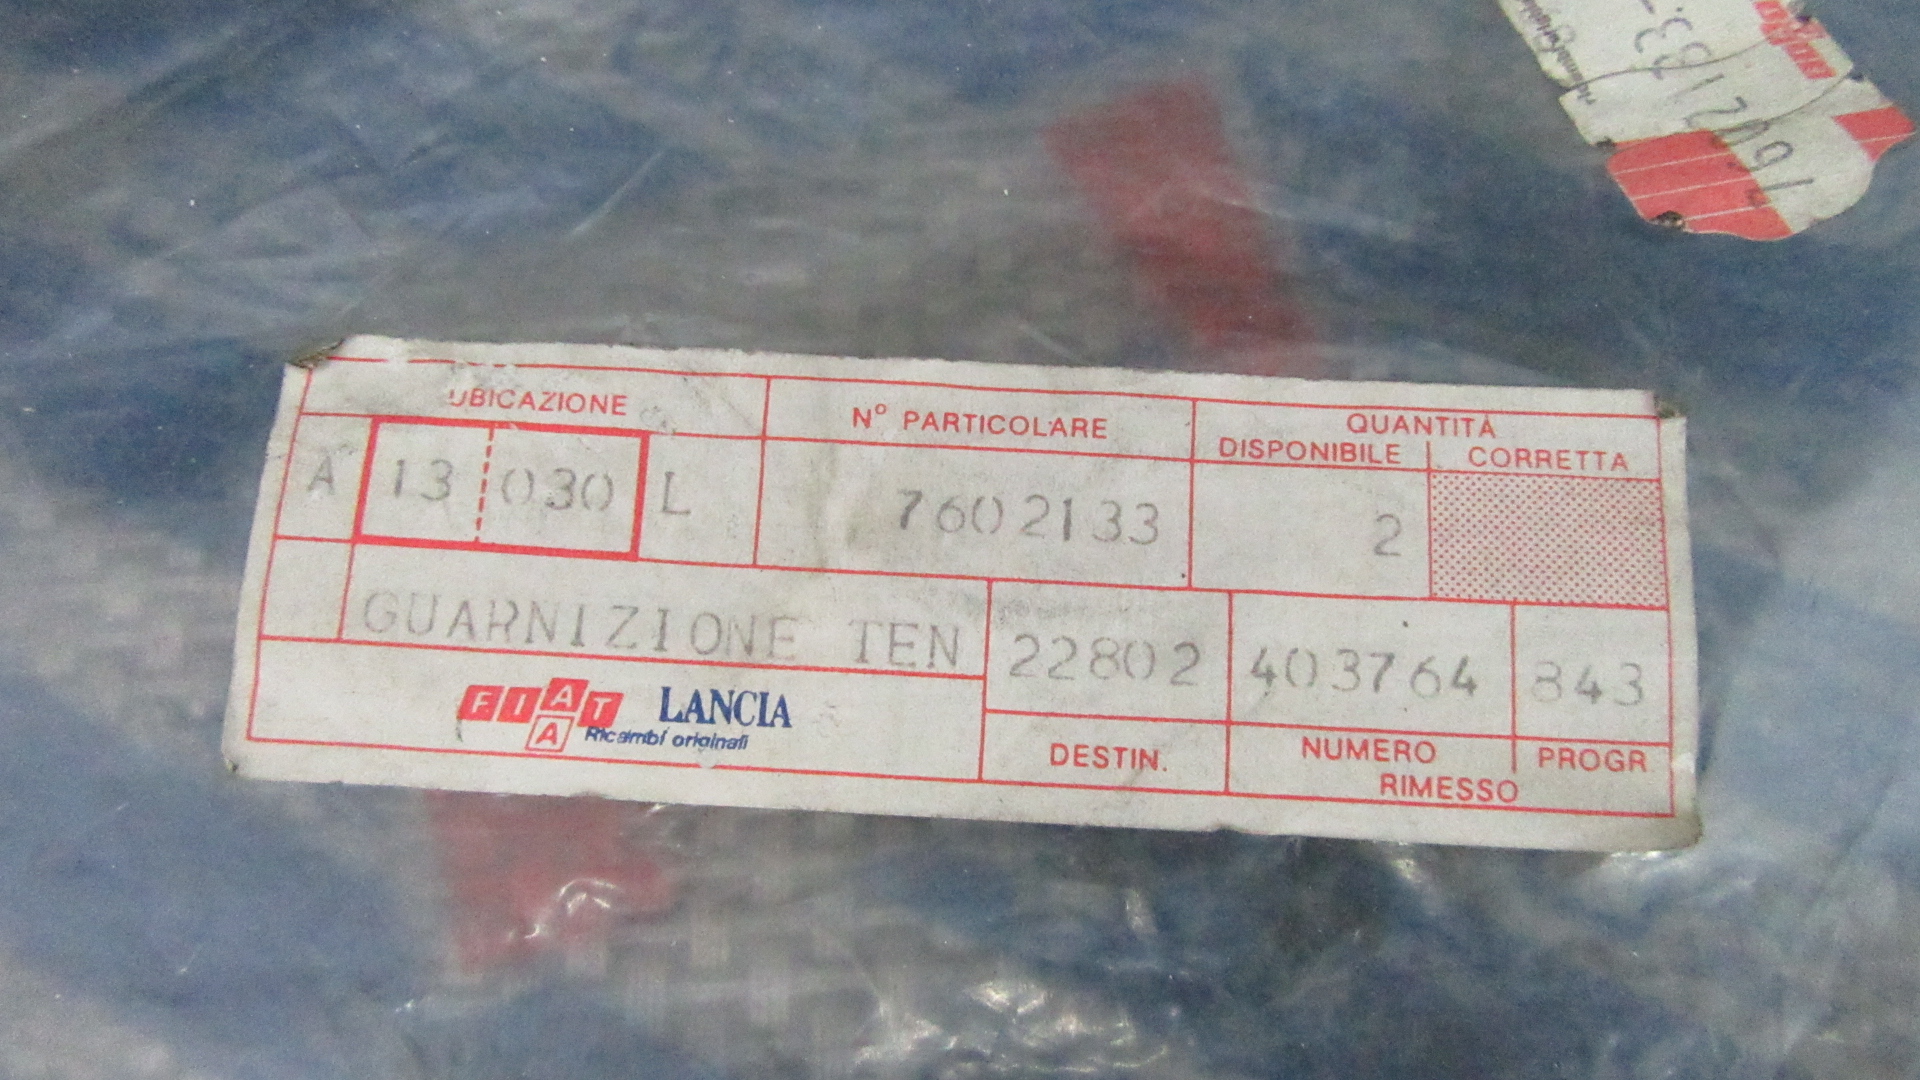 UBICAZIONE
N° PARTICOLARE
QUANTITÀ
DISPONIBILE
CORRETTA
A 13 030 L
7602133
2
GUARNIZIONE TEN
22802
403764
843
FIAT
A
LANCIA
Ricambi originali
DESTIN.
NUMERO
RIMESSO
PROGR.